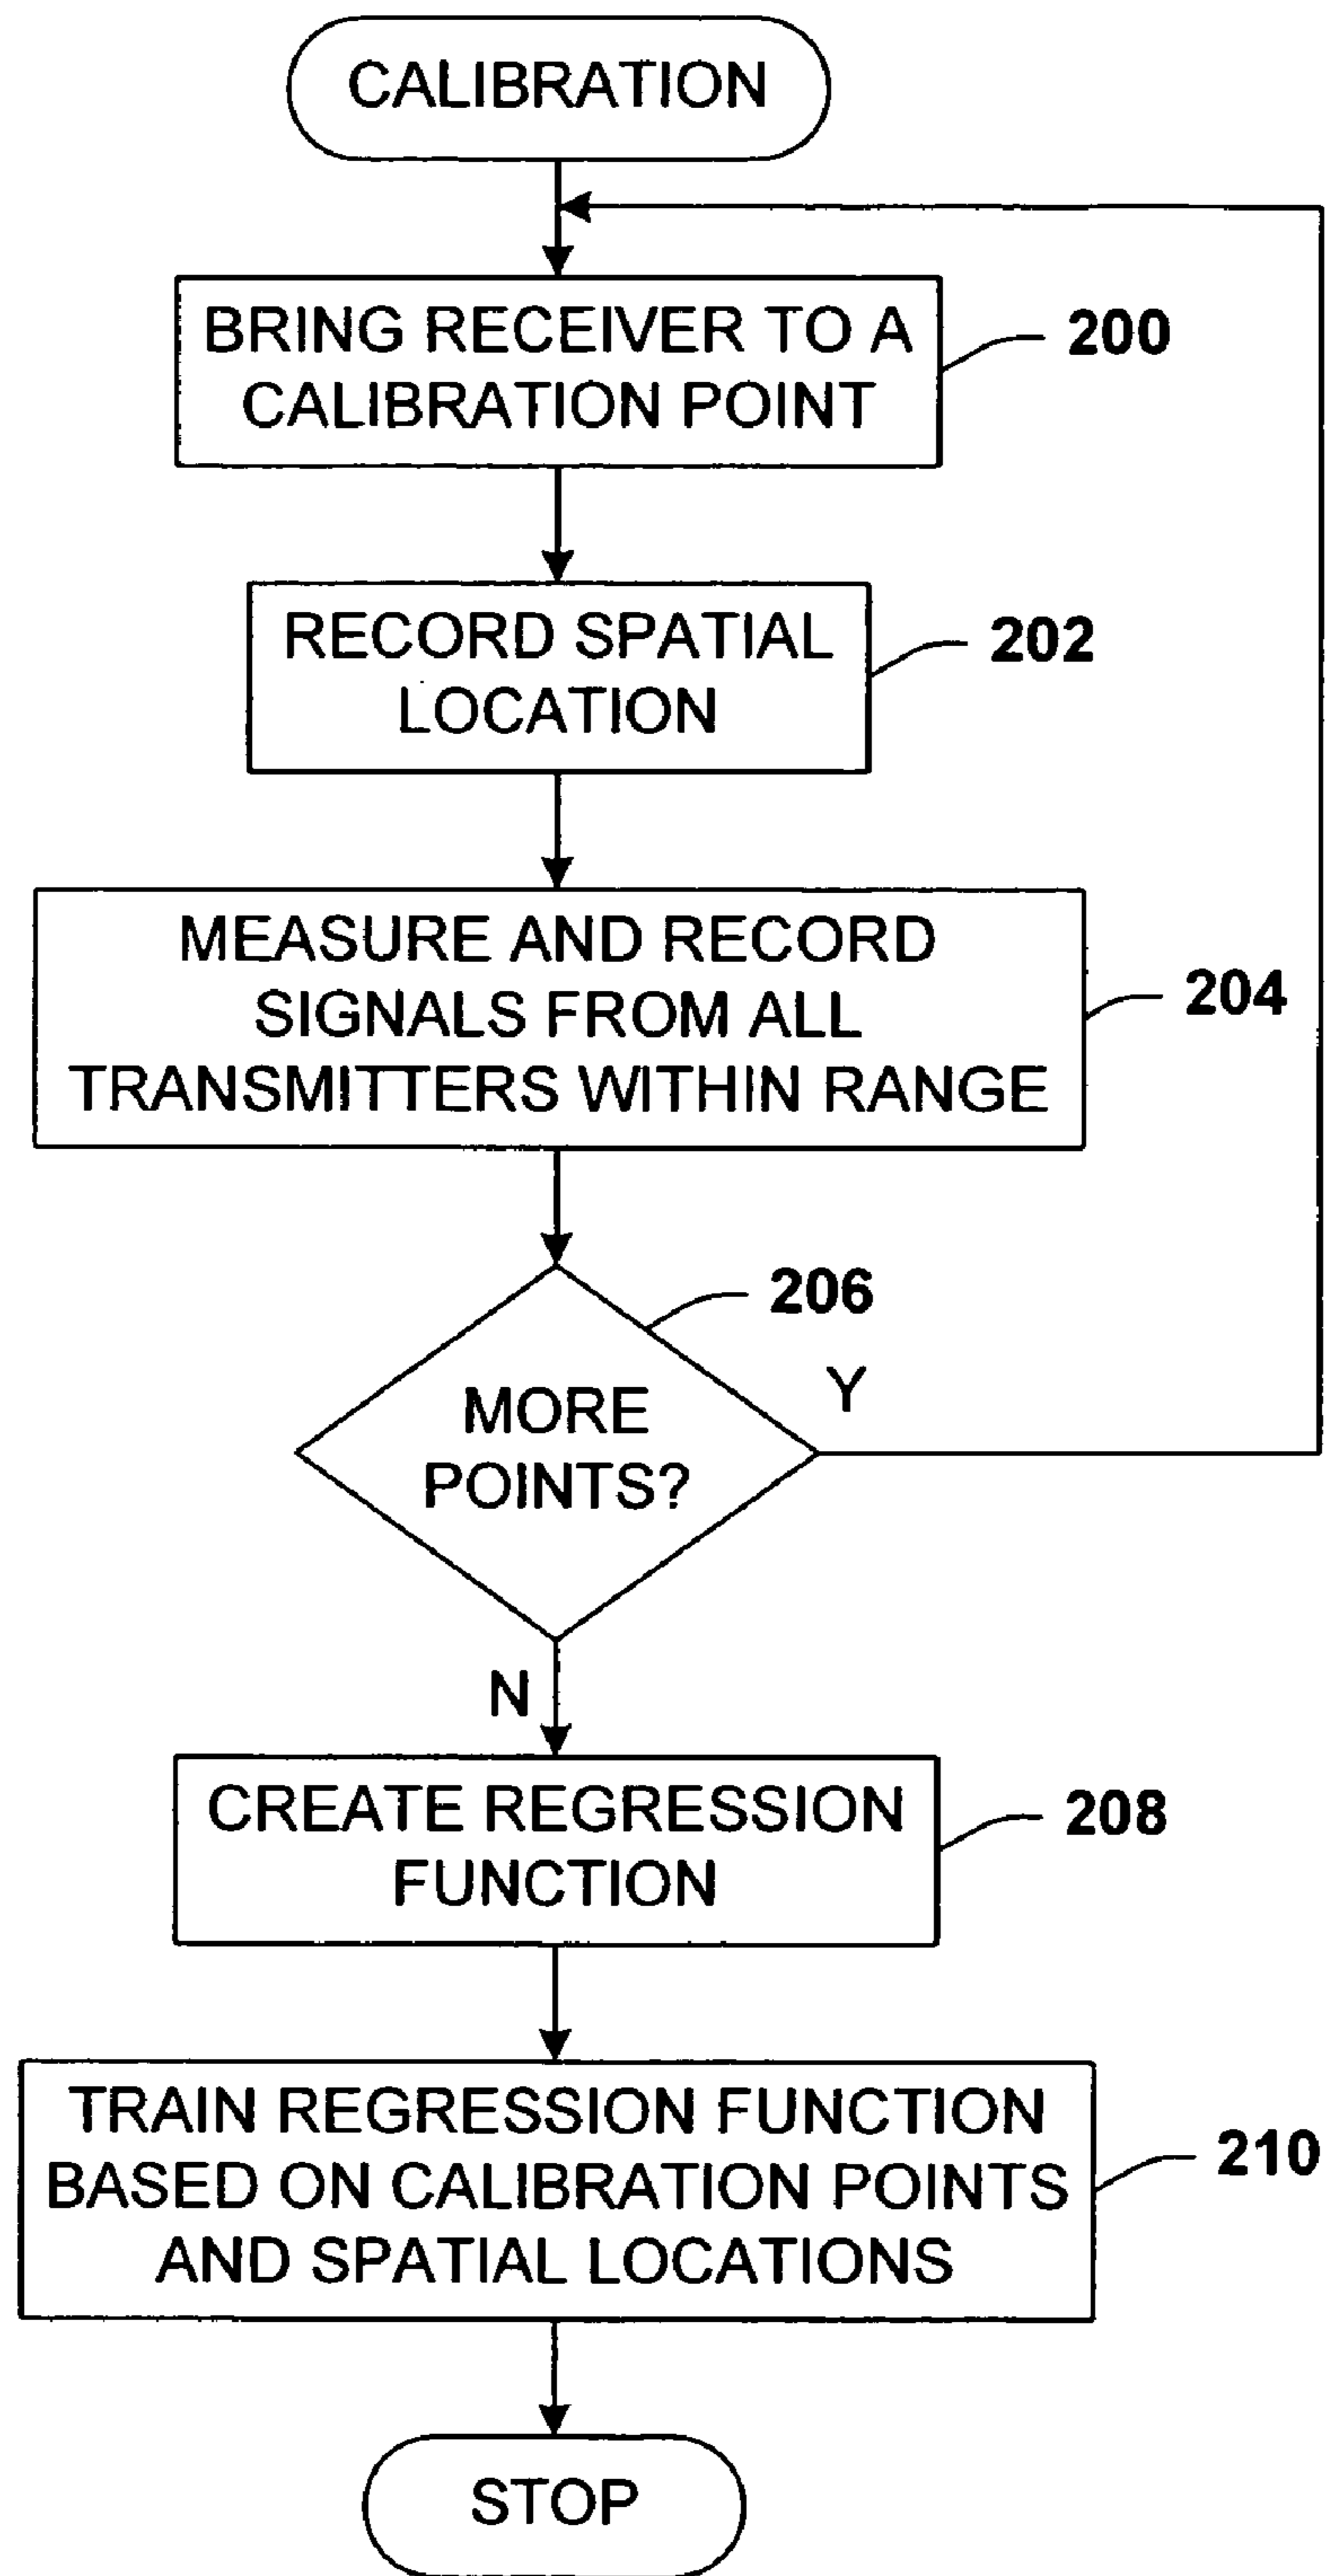 CALIBRATION
BRING RECEIVER TO A
CALIBRATION POINT
200
RECORD SPATIAL
LOCATION
202
MEASURE AND RECORD
SIGNALS FROM ALL
TRANSMITTERS WITHIN RANGE
204
206
MORE
POINTS?
Y
N
CREATE REGRESSION
FUNCTION
208
TRAIN REGRESSION FUNCTION
BASED ON CALIBRATION POINTS
AND SPATIAL LOCATIONS
210
STOP